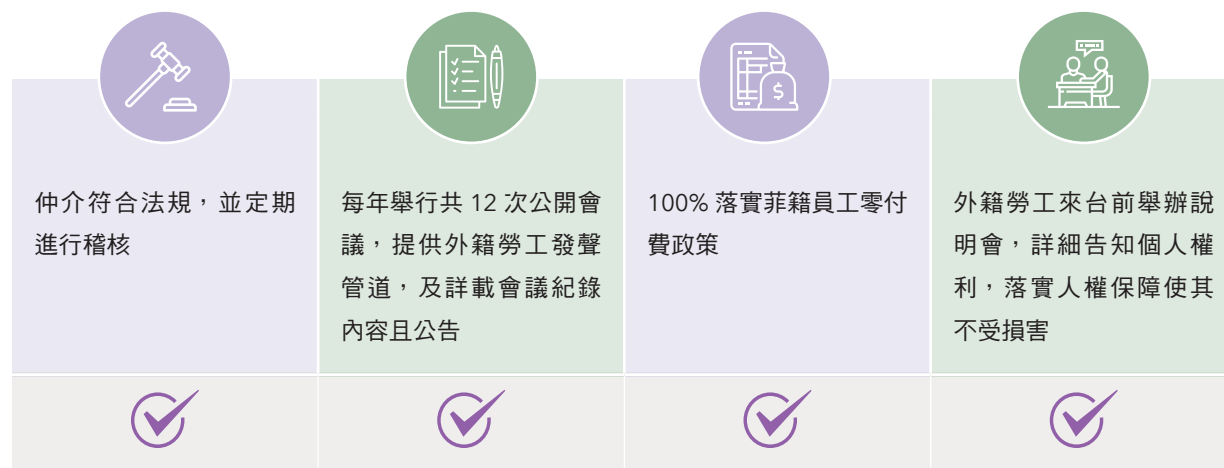 仲介符合法規，並定期
進行稽核
每年舉行共 12 次公開會
議，提供外籍勞工發聲
管道，及詳載會議紀錄
內容且公告
100% 落實菲籍員工零付
費政策
外籍勞工來台前舉辦說
明會，詳細告知個人權
利，落實人權保障使其
不受損害